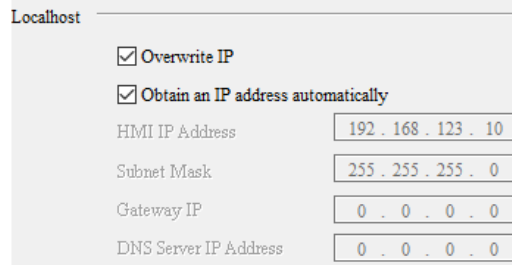 Localhost
Overwrite IP
Obtain an IP address automatically
HMI IP Address 192 . 168 . 123 . 10
Subnet Mask 255 . 255 . 255 . 0
Gateway IP 0 . 0 . 0 . 0
DNS Server IP Address 0 . 0 . 0 . 0